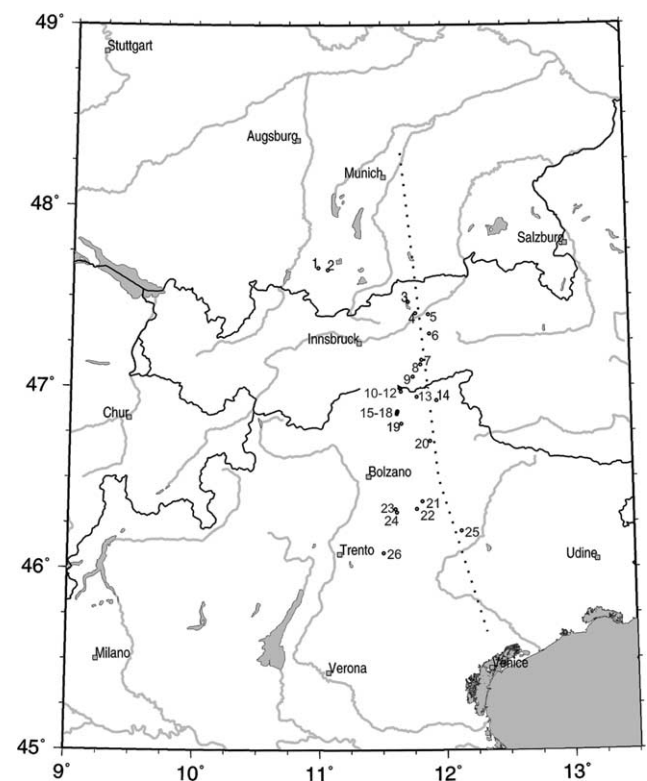 49°
Stuttgart
Augsburg
Munich
48°
Salzburg
1 2
3
4 5
Innsbruck
6
7
8
47°
9
10-12 13 14
Chur
15-18
19
20
Bolzano
21
23 22
24
25
46°
Trento 26 Udine
Milano
Verona Venice
45°
9° 10° 11° 12° 13°